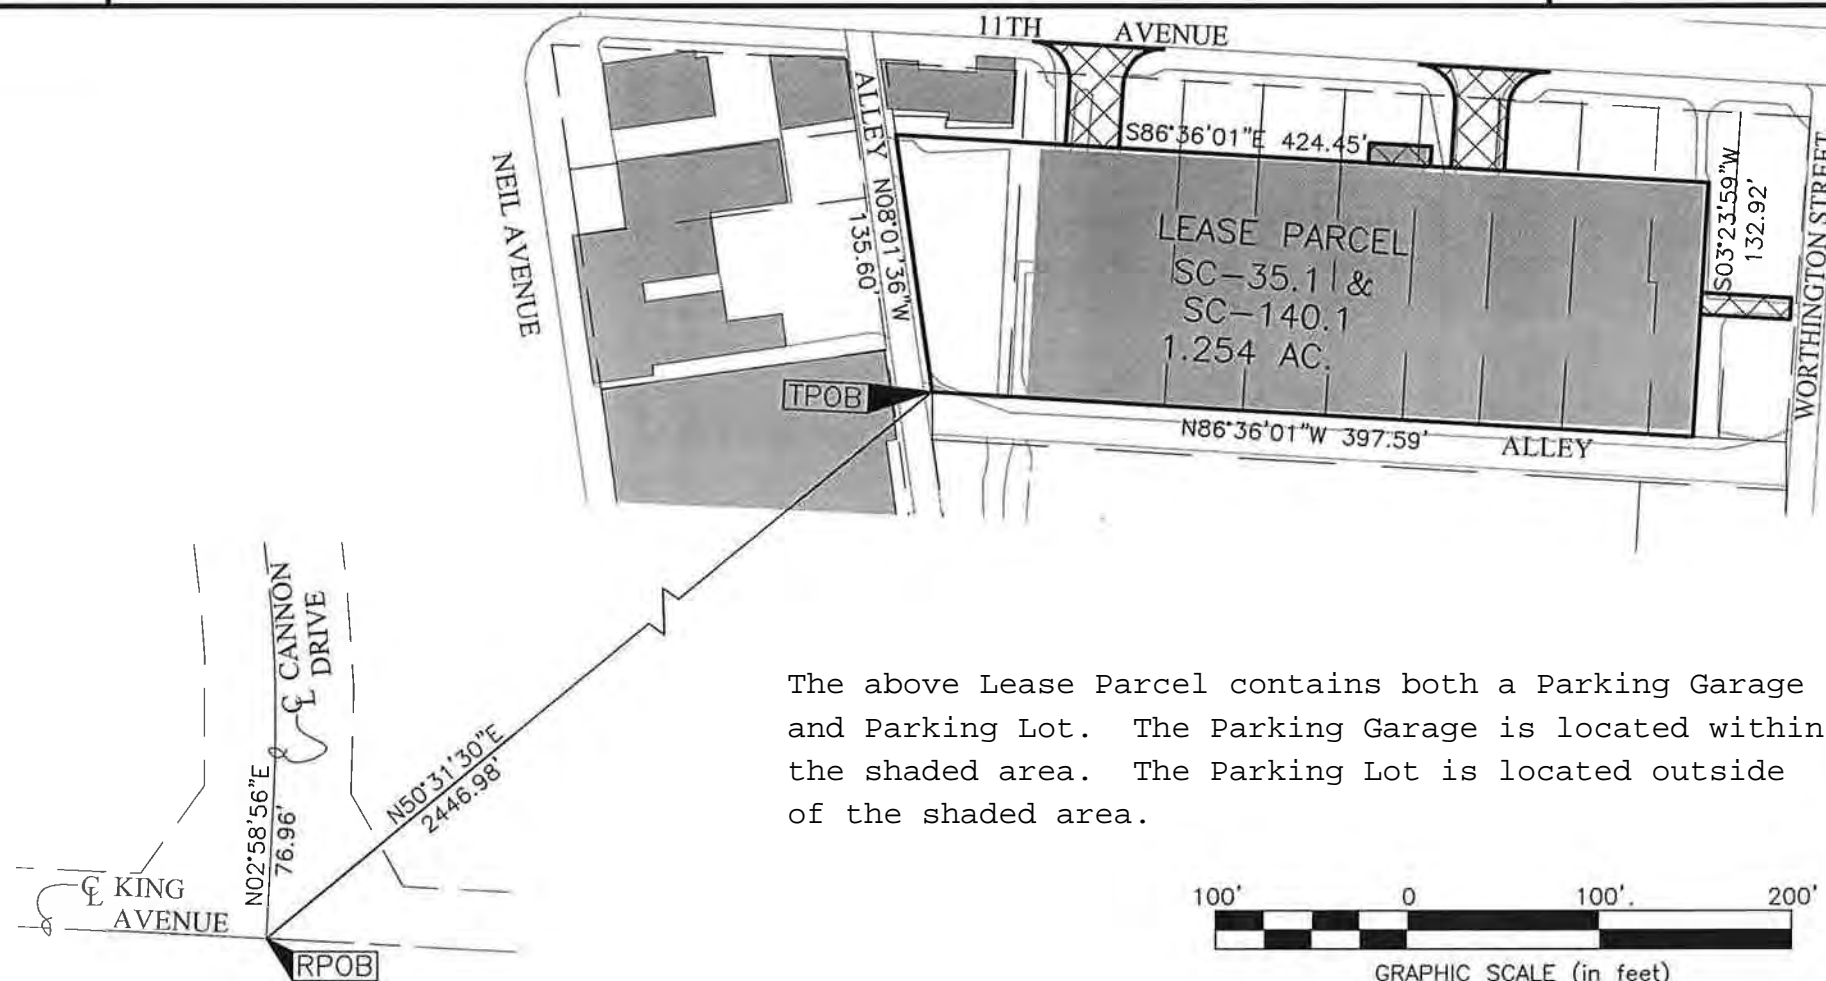 11TH AVENUE
ALLEY
NEIL AVENUE
N08°01'36"W
135.60'
S86°36'01"E 424.45'
S03°23'59"W
132.92'
WORTHINGTON STREET
LEASE PARCEL
SC-35.1 &
SC-140.1
1.254 AC.
TPOB
N86°36'01"W 397.59'
ALLEY
℄ CANNON
DRIVE
N02°58'56"E
76.96'
N50°31'30"E
2446.98'
℄ KING
AVENUE
RPOB
The above Lease Parcel contains both a Parking Garage
and Parking Lot. The Parking Garage is located within
the shaded area. The Parking Lot is located outside
of the shaded area.
100' 0 100'. 200'
GRAPHIC SCALE (in feet)